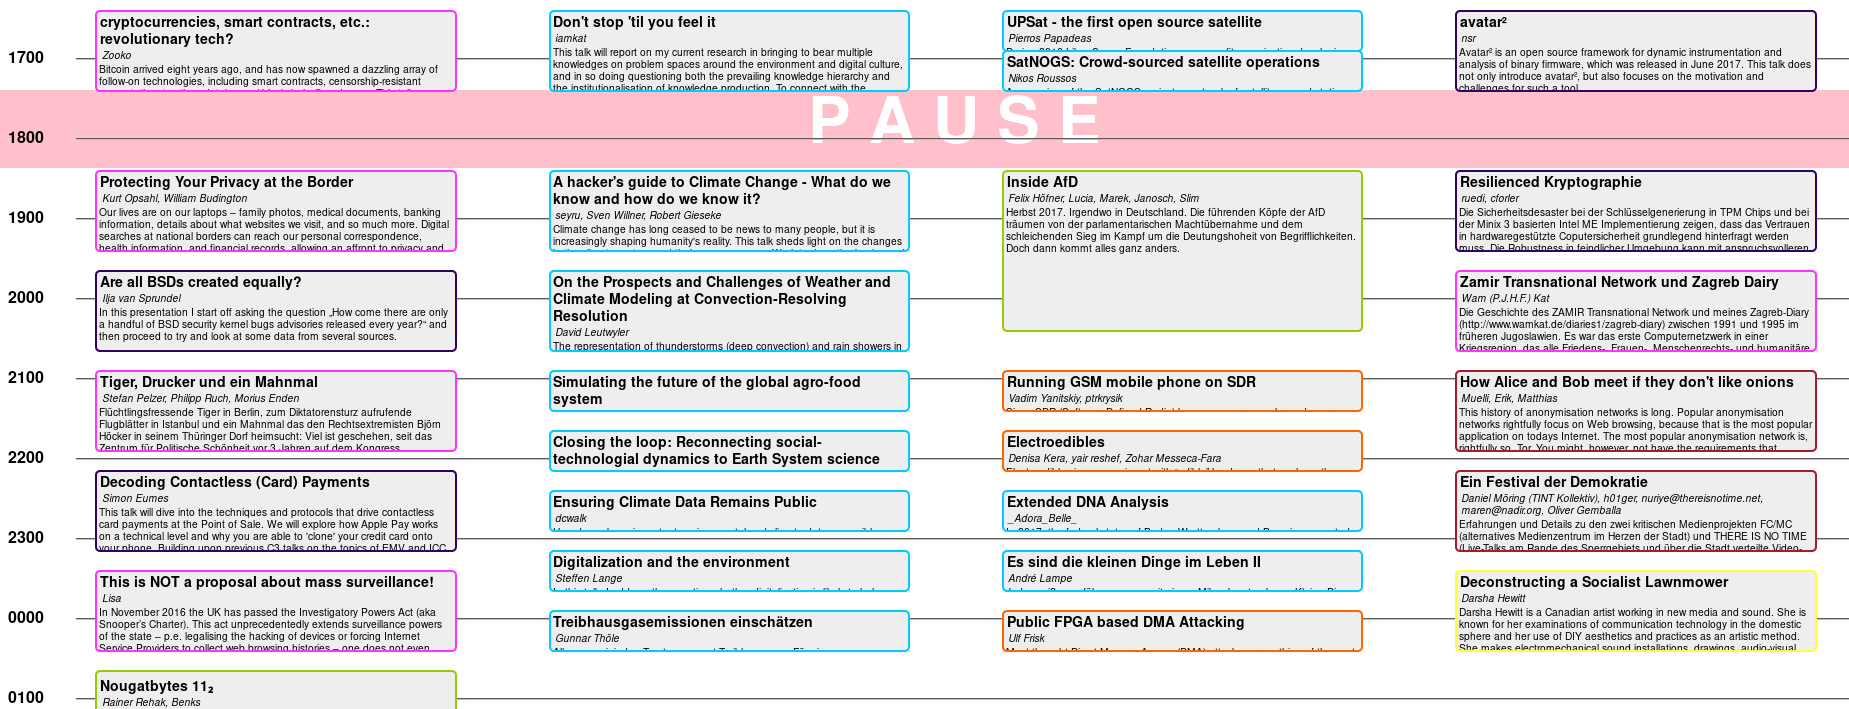 cryptocurrencies, smart contracts, etc.:
revolutionary tech?
Zooko
Bitcoin arrived eight years ago, and has now spawned a dazzling array of
follow-on technologies, including smart contracts, censorship-resistant
Don't stop 'til you feel it
iamkat
This talk will report on my current research in bringing to bear multiple
knowledges on problem spaces around the environment and digital culture,
and in so doing questioning both the prevailing knowledge hierarchy and
the institutionalisation of knowledge production. To connect with the
UPSat - the first open source satellite
Pierros Papadeas
SatNOGS: Crowd-sourced satellite operations
Nikos Roussos
avatar²
nsr
Avatar² is an open source framework for dynamic instrumentation and
analysis of binary firmware, which was released in June 2017. This talk does
not only introduce avatar², but also focuses on the motivation and
challenges for such a tool
1700
PAUSE
1800
Protecting Your Privacy at the Border
Kurt Opsahl, William Budington
Our lives are on our laptops – family photos, medical documents, banking
information, details about what websites we visit, and so much more. Digital
searches at national borders can reach our personal correspondence,
health information, and financial records, allowing an affront to privacy and
A hacker's guide to Climate Change - What do we
know and how do we know it?
seyru, Sven Willner, Robert Gieseke
Climate change has long ceased to be news to many people, but it is
increasingly shaping humanity's reality. This talk sheds light on the changes
Inside AfD
Felix Höfner, Lucia, Marek, Janosch, Slim
Herbst 2017. Irgendwo in Deutschland. Die führenden Köpfe der AfD
träumen von der parlamentarischen Machtübernahme und dem
schleichenden Sieg im Kampf um die Deutungshoheit von Begrifflichkeiten.
Doch dann kommt alles ganz anders.
Resilienced Kryptographie
ruedi, cforler
Die Sicherheitsdesaster bei der Schlüsselgenerierung in TPM Chips und bei
der Minix 3 basierten Intel ME Implementierung zeigen, dass das Vertrauen
in hardwaregestützte Coputersicherheit grundlegend hinterfragt werden
muss. Die Robustness in feindlicher Umgebung kann mit anspruchsvolleren
1900
Are all BSDs created equally?
Ilja van Sprundel
In this presentation I start off asking the question „How come there are only
a handful of BSD security kernel bugs advisories released every year?“ and
then proceed to try and look at some data from several sources.
On the Prospects and Challenges of Weather and
Climate Modeling at Convection-Resolving
Resolution
David Leutwyler
The representation of thunderstorms (deep convection) and rain showers in
Zamir Transnational Network und Zagreb Dairy
Wam (P.J.H.F.) Kat
Die Geschichte des ZAMIR Transnational Network und meines Zagreb-Diary
(http://www.wamkat.de/diaries1/zagreb-diary) zwischen 1991 und 1995 im
früheren Jugoslawien. Es war das erste Computernetzwerk in einer
Kriegsregion, das alle Friedens-, Frauen-, Menschenrechts- und humanitäre
2000
2100
Tiger, Drucker und ein Mahnmal
Stefan Pelzer, Philipp Ruch, Morius Enden
Flüchtlingsfressende Tiger in Berlin, zum Diktatorensturz aufrufende
Flugblätter in Istanbul und ein Mahnmal das den Rechtsextremisten Björn
Höcker in seinem Thüringer Dorf heimsucht: Viel ist geschehen, seit das
Zentrum für Politische Schönheit vor 3 Jahren auf dem Kongress
Simulating the future of the global agro-food
system
Running GSM mobile phone on SDR
Vadim Yanitskiy, ptrkrysik
How Alice and Bob meet if they don't like onions
Muelli, Erik, Matthias
This history of anonymisation networks is long. Popular anonymisation
networks rightfully focus on Web browsing, because that is the most popular
application on todays Internet. The most popular anonymisation network is,
rightfully so, Tor. You might, however, not have the requirements that
Closing the loop: Reconnecting social-
technologial dynamics to Earth System science
Electroedibles
Denisa Kera, yair reshef, Zohar Messeca-Fara
2200
Decoding Contactless (Card) Payments
Simon Eumes
This talk will dive into the techniques and protocols that drive contactless
card payments at the Point of Sale. We will explore how Apple Pay works
on a technical level and why you are able to 'clone' your credit card onto
your phone. Building upon previous C3 talks on the topics of EMV and ICC
Ensuring Climate Data Remains Public
dcwalk
Extended DNA Analysis
_Adora_Belle_
Ein Festival der Demokratie
Daniel Möring (TINT Kollektiv), h01ger, nuriye@thereisnotime.net,
maren@nadir.org, Oliver Gemballa
Erfahrungen und Details zu den zwei kritischen Medienprojekten FC/MC
(alternatives Medienzentrum im Herzen der Stadt) und THERE IS NO TIME
(Live-Talks am Rande des Sperrgebiets und über die Stadt verteilte Video-
2300
Digitalization and the environment
Steffen Lange
Es sind die kleinen Dinge im Leben II
André Lampe
This is NOT a proposal about mass surveillance!
Lisa
In November 2016 the UK has passed the Investigatory Powers Act (aka
Snooper's Charter). This act unprecedentedly extends surveillance powers
of the state – p.e. legalising the hacking of devices or forcing Internet
Service Providers to collect web browsing histories – one does not even
Treibhausgasemissionen einschätzen
Gunnar Thöle
Public FPGA based DMA Attacking
Ulf Frisk
Deconstructing a Socialist Lawnmower
Darsha Hewitt
Darsha Hewitt is a Canadian artist working in new media and sound. She is
known for her examinations of communication technology in the domestic
sphere and her use of DIY aesthetics and practices as an artistic method.
She makes electromechanical sound installations, drawings, audio-visual
0000
Nougatbytes 11₂
Rainer Rehak, Benks
0100